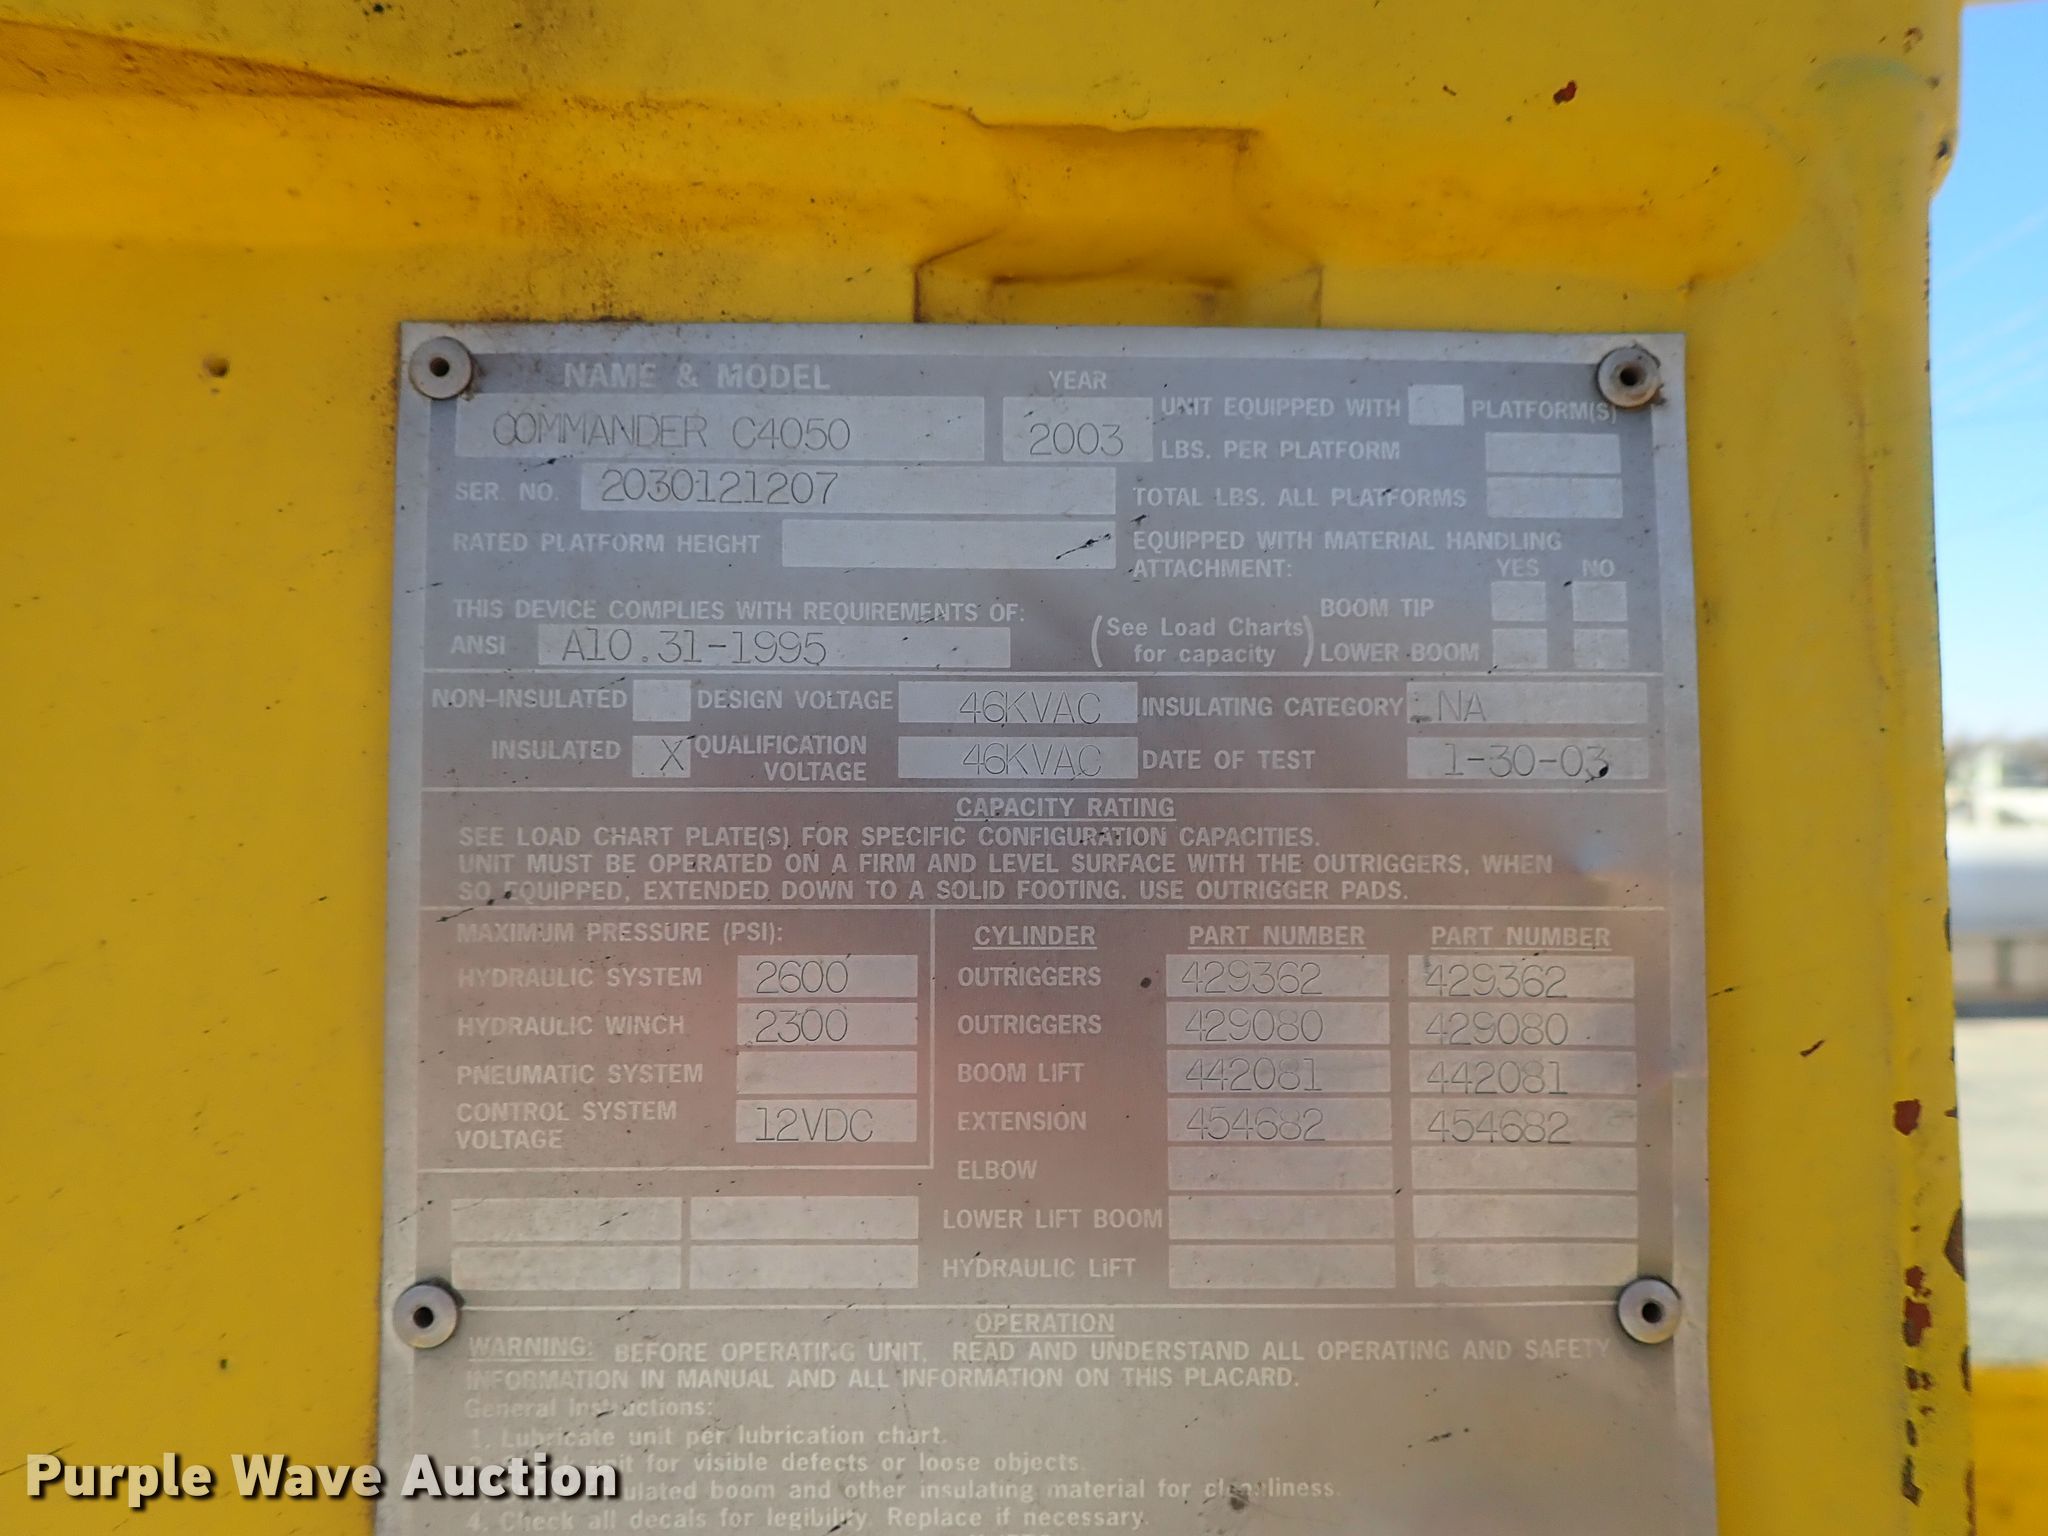 NAME & MODEL YEAR
COMMANDER C4050 2003
UNIT EQUIPPED WITH PLATFORM(S)
LBS. PER PLATFORM
SER. NO. 2030121207
TOTAL LBS. ALL PLATFORMS
RATED PLATFORM HEIGHT
EQUIPPED WITH MATERIAL HANDLING
ATTACHMENT: YES NO
THIS DEVICE COMPLIES WITH REQUIREMENTS OF:
ANSI A10.31-1995
(See Load Charts for capacity)
BOOM TIP
LOWER BOOM
NON-INSULATED DESIGN VOLTAGE 46KVAC INSULATING CATEGORY NA
INSULATED X QUALIFICATION VOLTAGE 46KVAC DATE OF TEST 1-30-03
CAPACITY RATING
SEE LOAD CHART PLATE(S) FOR SPECIFIC CONFIGURATION CAPACITIES.
UNIT MUST BE OPERATED ON A FIRM AND LEVEL SURFACE WITH THE OUTRIGGERS, WHEN
SO EQUIPPED, EXTENDED DOWN TO A SOLID FOOTING. USE OUTRIGGER PADS.
MAXIMUM PRESSURE (PSI):
HYDRAULIC SYSTEM 2600
HYDRAULIC WINCH 2300
PNEUMATIC SYSTEM
CONTROL SYSTEM VOLTAGE 12VDC
CYLINDER PART NUMBER PART NUMBER
OUTRIGGERS 429362 429362
OUTRIGGERS 429080 429080
BOOM LIFT 442081 442081
EXTENSION 454682 454682
ELBOW
LOWER LIFT BOOM
HYDRAULIC LIFT
OPERATION
WARNING: BEFORE OPERATING UNIT, READ AND UNDERSTAND ALL OPERATING AND SAFETY
INFORMATION IN MANUAL AND ALL INFORMATION ON THIS PLACARD.
General Instructions:
1. Lubricate unit per lubrication chart.
unit for visible defects or loose objects.
boom and other insulating material for cleanliness.
4. Check all decals for legibility. Replace if necessary.
Purple Wave Auction